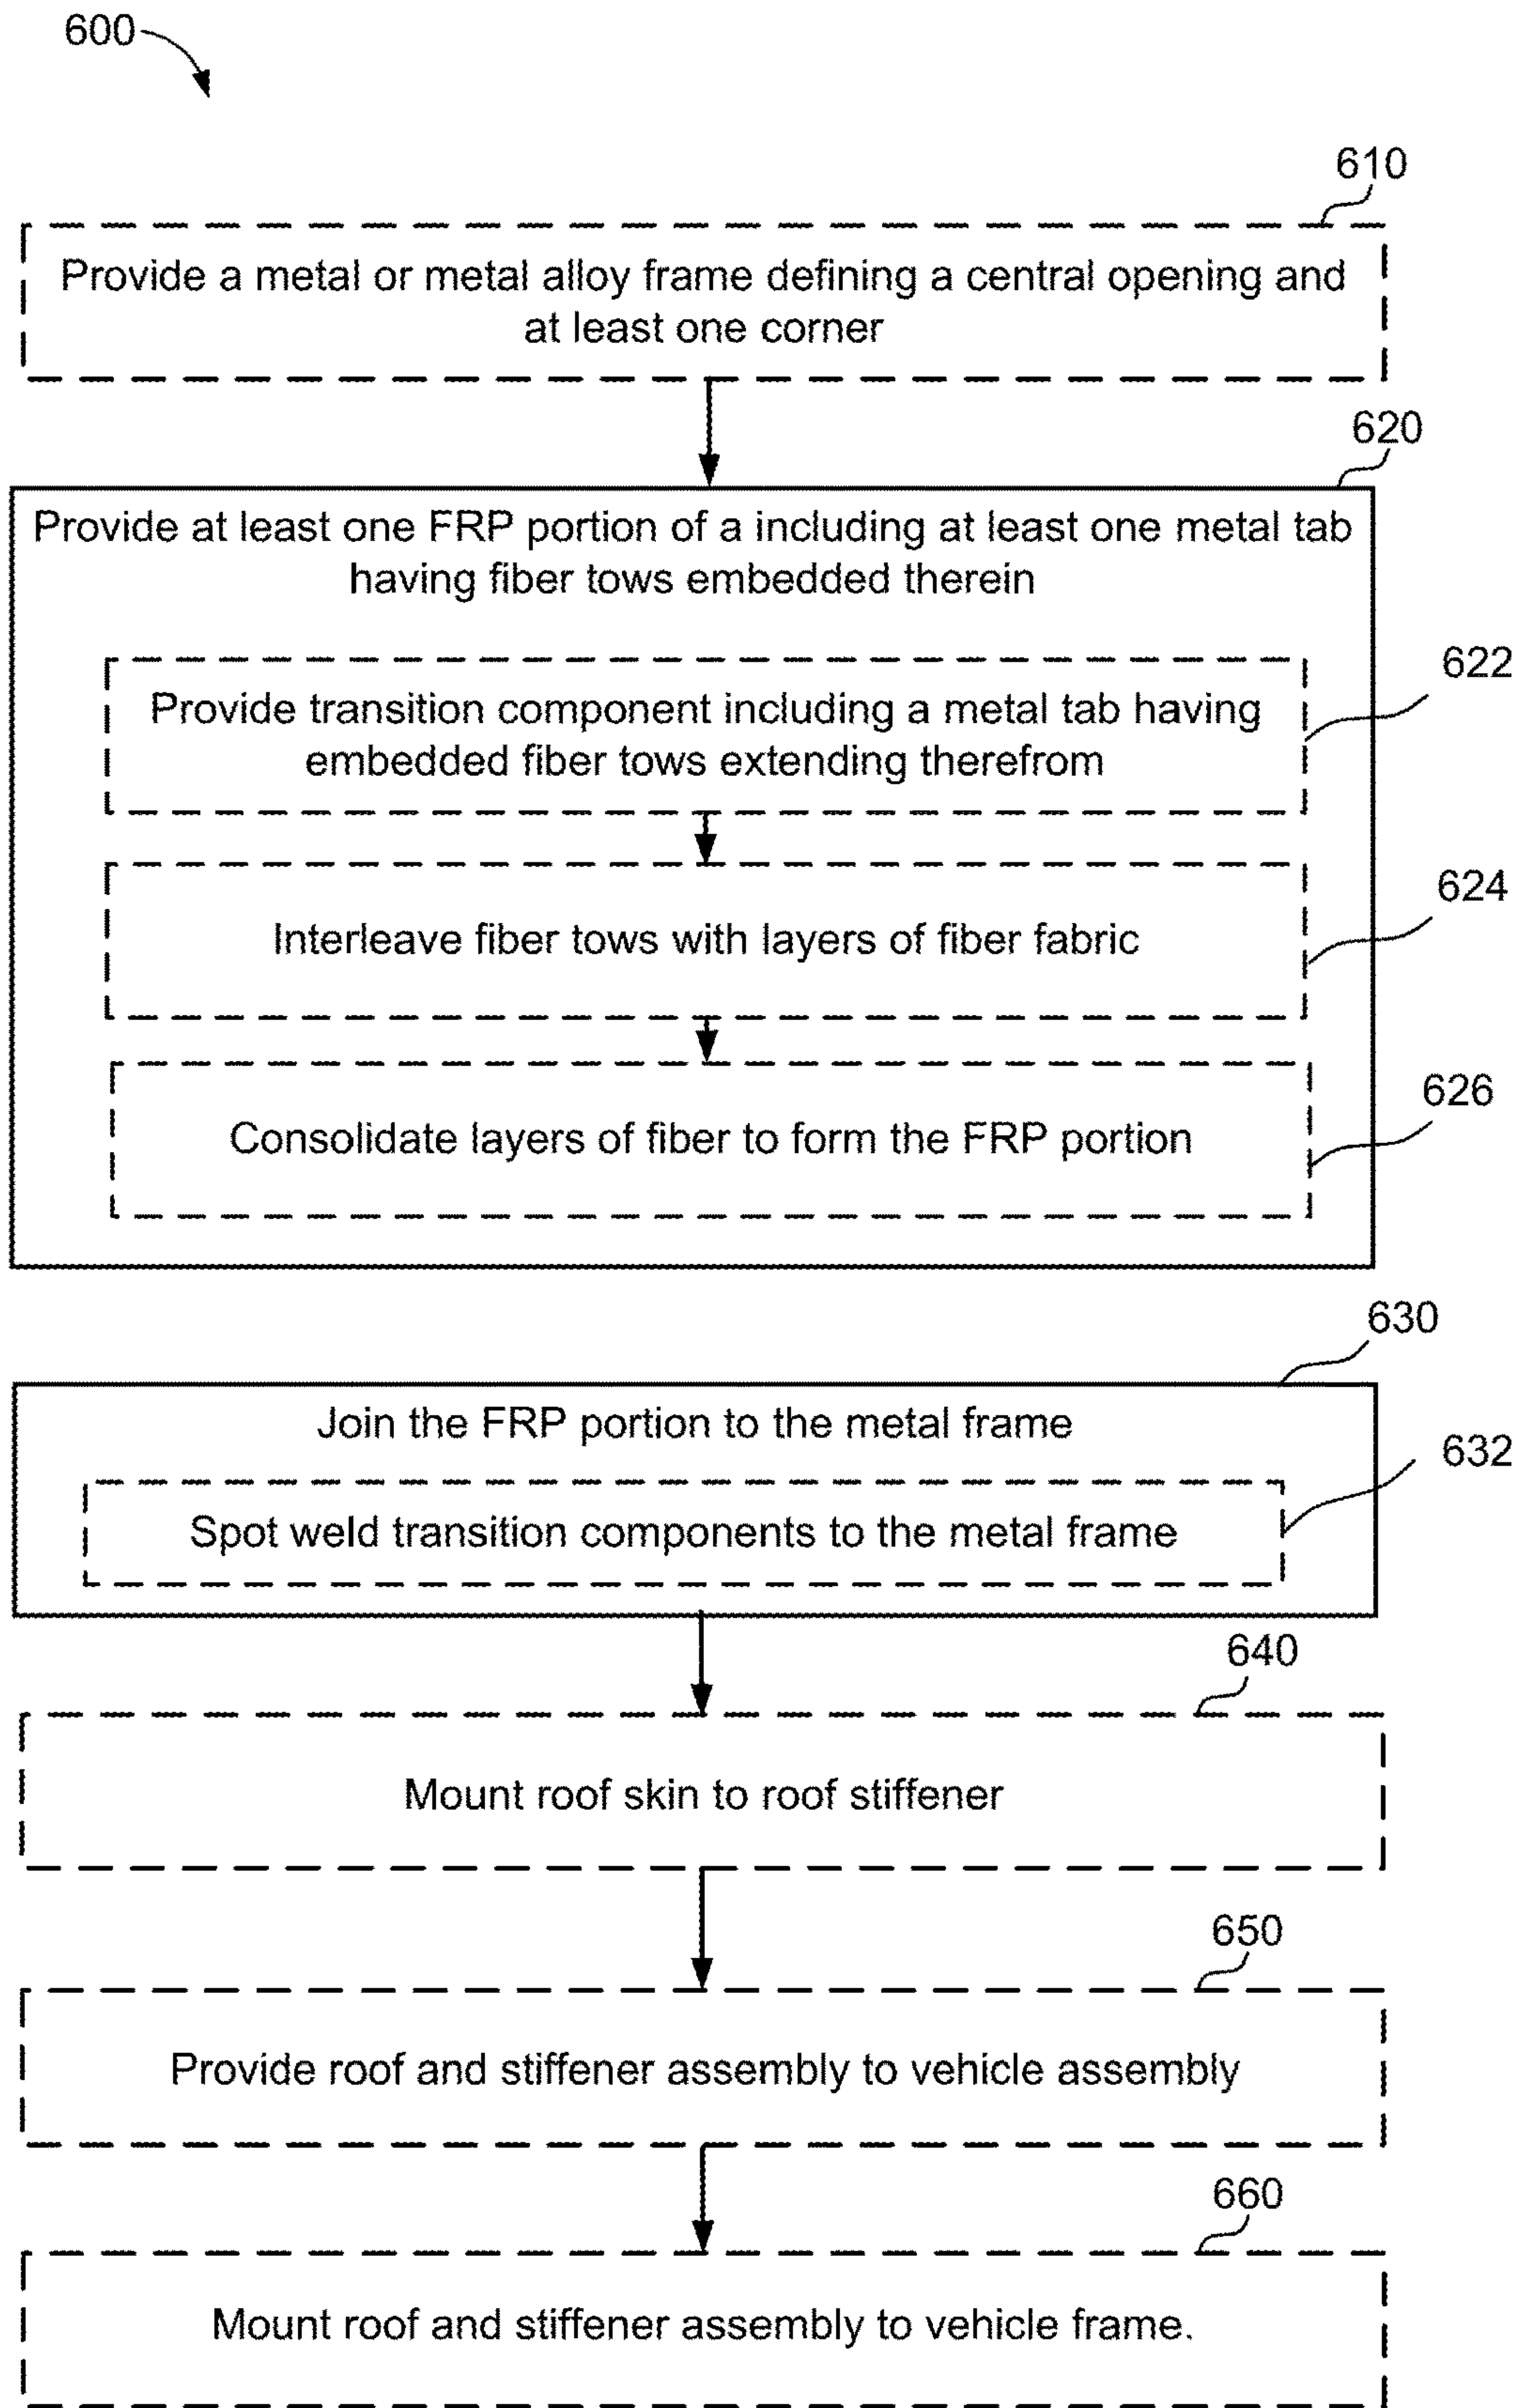 600
610
Provide a metal or metal alloy frame defining a central opening and
at least one corner
620
Provide at least one FRP portion of a including at least one metal tab
having fiber tows embedded therein
622
Provide transition component including a metal tab having
embedded fiber tows extending therefrom
624
Interleave fiber tows with layers of fiber fabric
626
Consolidate layers of fiber to form the FRP portion
630
Join the FRP portion to the metal frame
632
Spot weld transition components to the metal frame
640
Mount roof skin to roof stiffener
650
Provide roof and stiffener assembly to vehicle assembly
660
Mount roof and stiffener assembly to vehicle frame.